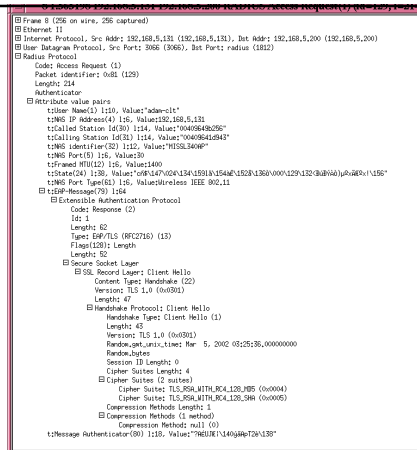 Frame 8 (256 on wire, 256 captured)
Ethernet II
Internet Protocol, Src Addr: 192.168.5.131 (192.168.5.131), Dst Addr: 192.168.5.200 (192.168.5.200)
User Datagram Protocol, Src Port: 3066 (3066), Dst Port: radius (1812)
Radius Protocol
Code: Access Request (1)
Packet identifier: 0x81 (129)
Length: 214
Authenticator
Attribute value pairs
t:User Name(1) l:10, Value:"adam-clt"
t:NAS IP Address(4) l:6, Value:192.168.5.131
t:Called Station Id(30) l:14, Value:"00409649b256"
t:Calling Station Id(31) l:14, Value:"00409641d943"
t:NAS identifier(32) l:12, Value:"MISSL340AP"
t:NAS Port(5) l:6, Value:30
t:Framed MTU(12) l:6, Value:1400
t:State(24) l:38,
t:NAS Port Type(61) l:6, Value:Wireless IEEE 802.11
t:EAP-Message(79) l:64
Extensible Authentication Protocol
Code: Response (2)
Id: 1
Length: 62
Type: EAP/TLS (RFC2716) (13)
Flags(128): Length
Length: 52
Secure Socket Layer
SSL Record Layer: Client Hello
Content Type: Handshake (22)
Version: TLS 1.0 (0x0301)
Length: 47
Handshake Protocol: Client Hello
Handshake Type: Client Hello (1)
Length: 43
Version: TLS 1.0 (0x0301)
Random.gmt_unix_time: Mar 5, 2002 03:25:36.000000000
Random.bytes
Session ID Length: 0
Cipher Suites Length: 4
Cipher Suites (2 suites)
Cipher Suite: TLS_RSA_WITH_RC4_128_MD5 (0x0004)
Cipher Suite: TLS_RSA_WITH_RC4_128_SHA (0x0005)
Compression Methods Length: 1
Compression Methods (1 method)
Compression Method: null (0)
t:Message Authenticator(80) l:18,